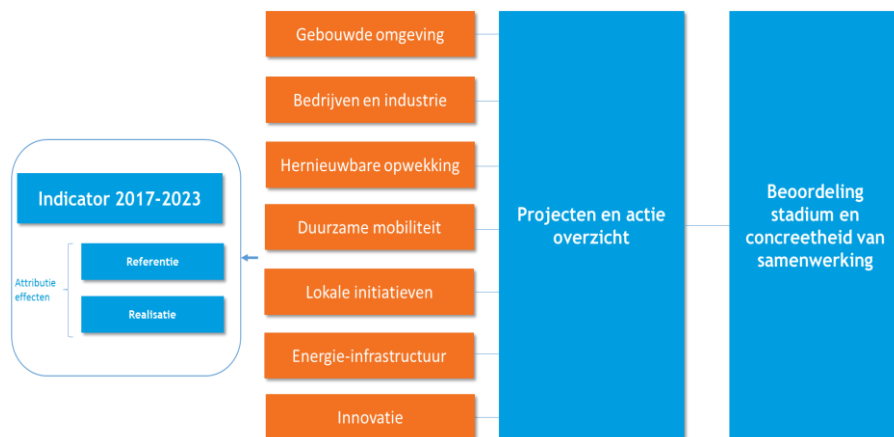 Indicator 2017-2023
Attributie
effecten
Referentie
Realisatie
Gebouwde omgeving
Bedrijven en industrie
Hernieuwbare opwekking
Duurzame mobiliteit
Lokale initiatieven
Energie-infrastructuur
Innovatie
Projecten en actie
overzicht
Beoordeling
stadium en
concreetheid van
samenwerking